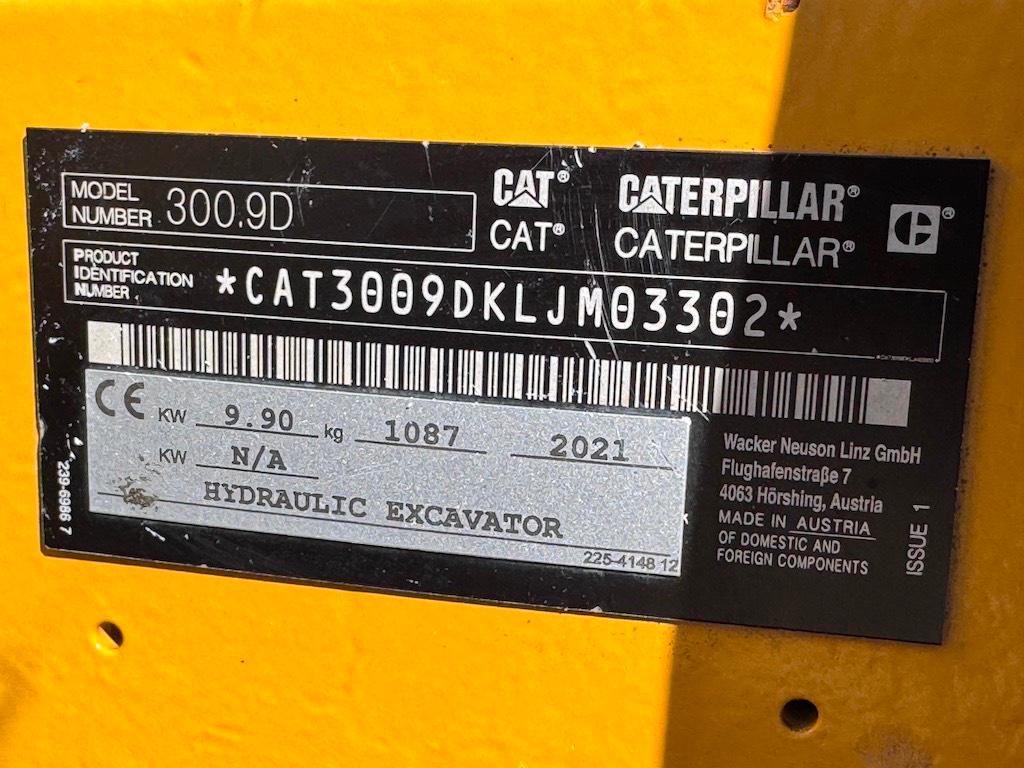 MODEL NUMBER 300.9D
CAT® CATERPILLAR®
CAT® CATERPILLAR®
PRODUCT IDENTIFICATION NUMBER *CAT3009DKLJM03302*
CE KW 9.90 kg 1087 2021
KW N/A
HYDRAULIC EXCAVATOR
225-4148 12
239-6986 7
Wacker Neuson Linz GmbH
Flughafenstraße 7
4063 Hörshing, Austria
MADE IN AUSTRIA
OF DOMESTIC AND
FOREIGN COMPONENTS
ISSUE 1